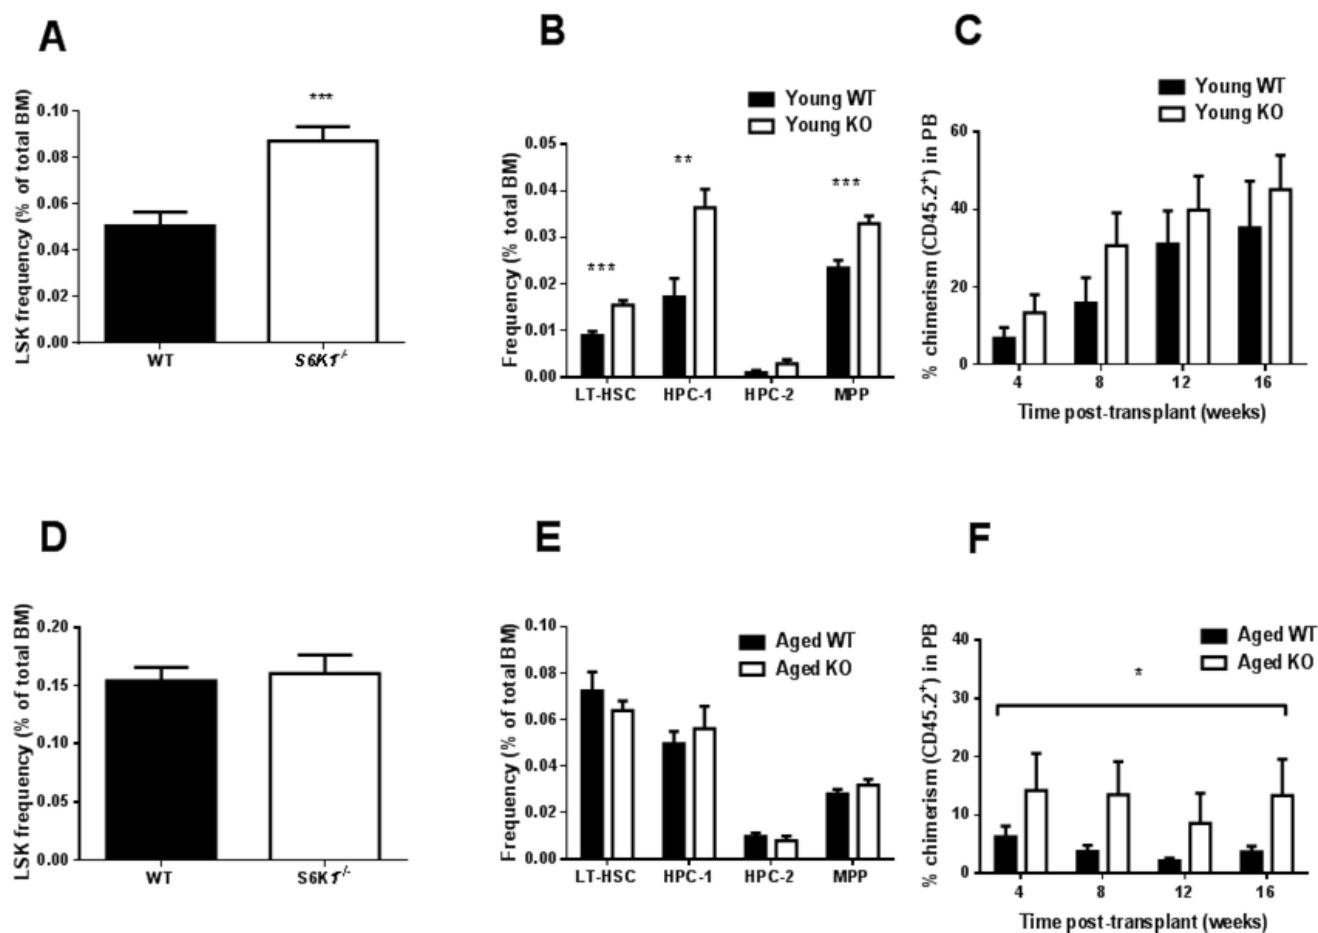 A
LSK frequency (% of total BM)
0.10
0.08
0.06
0.04
0.02
0.00
***
WT
S6K1-/-
B
Young WT
Young KO
Frequency (% total BM)
0.05
0.04
0.03
0.02
0.01
0.00
***
**
***
LT-HSC HPC-1 HPC-2 MPP
C
Young WT
Young KO
% chimerism (CD45.2+) in PB
60
40
20
0
4 8 12 16
Time post-transplant (weeks)
D
LSK frequency (% of total BM)
0.20
0.15
0.10
0.05
0.00
WT
S6K1-/-
E
Aged WT
Aged KO
Frequency (% of total BM)
0.10
0.08
0.06
0.04
0.02
0.00
LT-HSC HPC-1 HPC-2 MPP
F
Aged WT
Aged KO
% chimerism (CD45.2+) in PB
40
30
20
10
0
*
4 8 12 16
Time post-transplant (weeks)